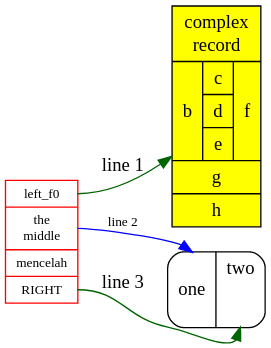 complex
record
b
c
d
e
f
g
h
line 1
left_f0
the
middle
mencelah
RIGHT
line 2
line 3
one
two